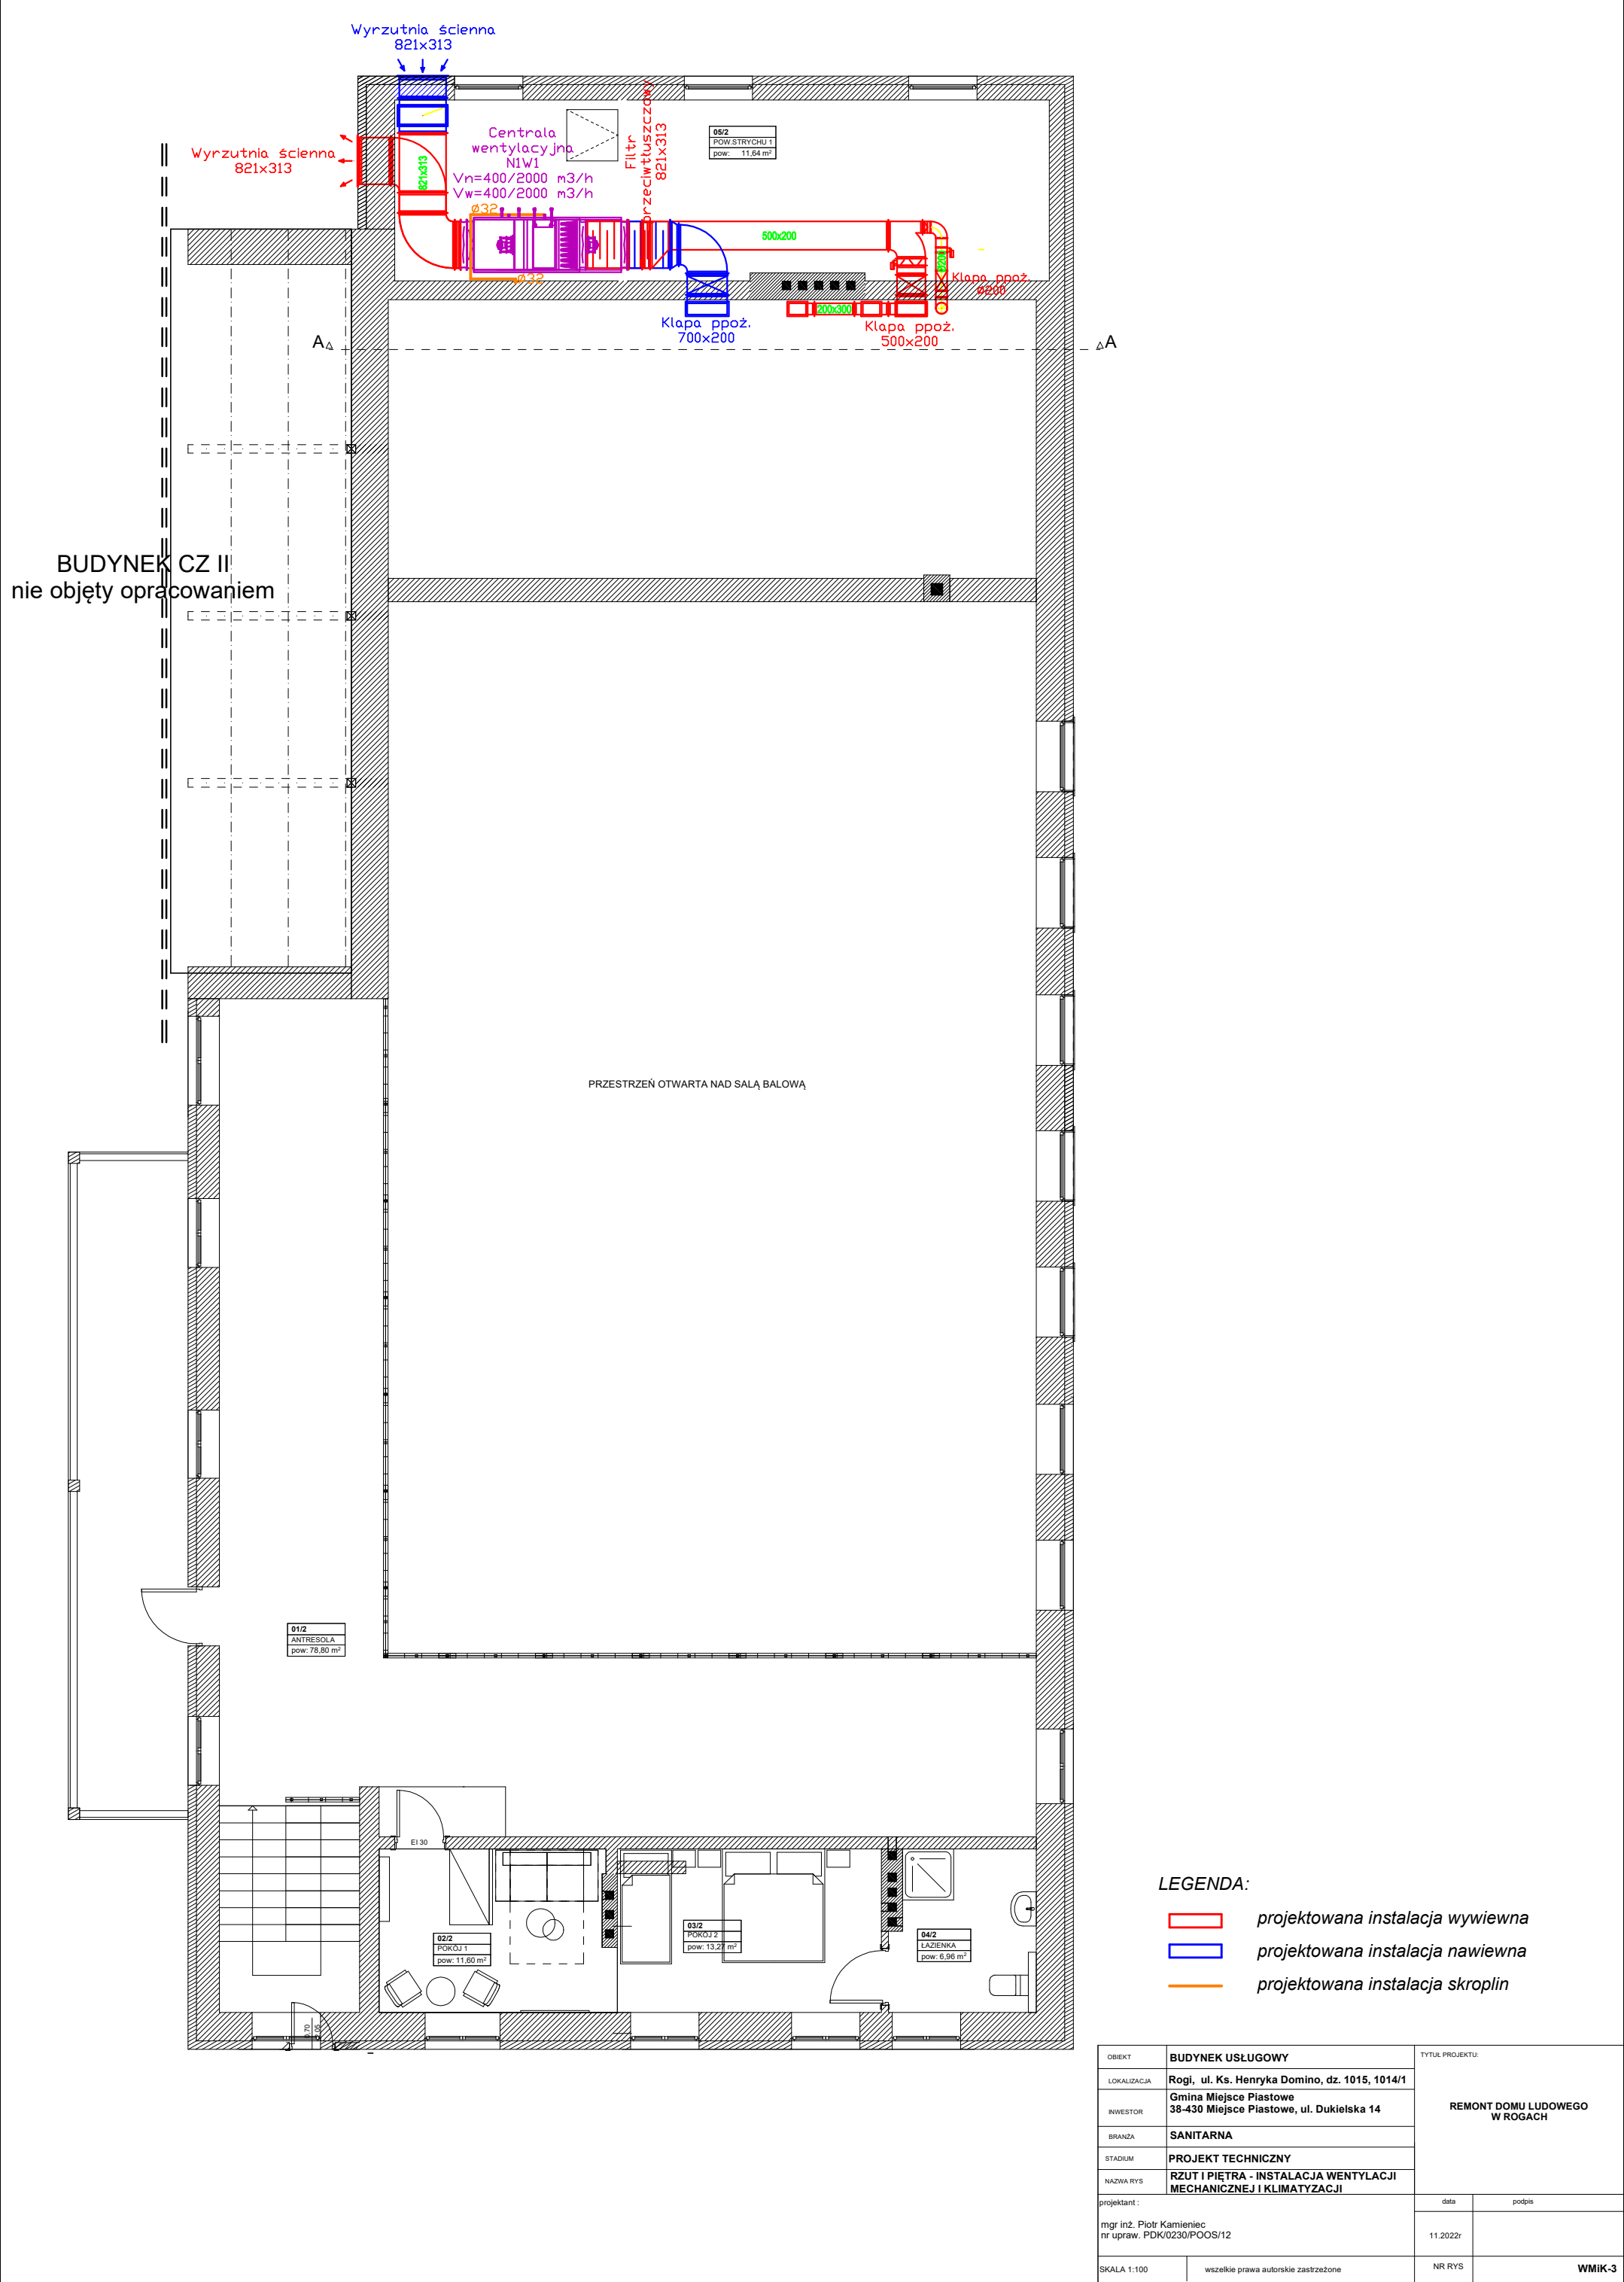 Wyrzutnia ścienna
821x313
Wyrzutnia ścienna
821x313
Centrala
wentylacyjna
N1W1
Vn=400/2000 m3/h
Vw=400/2000 m3/h
821x313
Filtr
przeciwtłuszczowy
821x313
05/2
POW.STRYCHU 1
pow: 11,64 m²
ø32
ø32
500x200
ø200
Klapa ppoż.
ø200
200x300
Klapa ppoż.
700x200
Klapa ppoż.
500x200
A
A
BUDYNEK CZ II
nie objęty opracowaniem
PRZESTRZEŃ OTWARTA NAD SALĄ BALOWĄ
01/2
ANTRESOLA
pow: 78,80 m²
EI 30
02/2
POKÓJ 1
pow: 11,60 m²
03/2
POKÓJ 2
pow: 13,27 m²
04/2
ŁAZIENKA
pow: 6,96 m²
LEGENDA:
projektowana instalacja wywiewna
projektowana instalacja nawiewna
projektowana instalacja skroplin
OBIEKT
BUDYNEK USŁUGOWY
TYTUŁ PROJEKTU:
LOKALIZACJA
Rogi, ul. Ks. Henryka Domino, dz. 1015, 1014/1
INWESTOR
Gmina Miejsce Piastowe
38-430 Miejsce Piastowe, ul. Dukielska 14
REMONT DOMU LUDOWEGO
W ROGACH
BRANŻA
SANITARNA
STADIUM
PROJEKT TECHNICZNY
NAZWA RYS
RZUT I PIĘTRA - INSTALACJA WENTYLACJI
MECHANICZNEJ I KLIMATYZACJI
projektant :
data
podpis
mgr inż. Piotr Kamieniec
nr upraw. PDK/0230/POOS/12
11.2022r
SKALA 1:100
wszelkie prawa autorskie zastrzeżone
NR RYS
WMiK-3